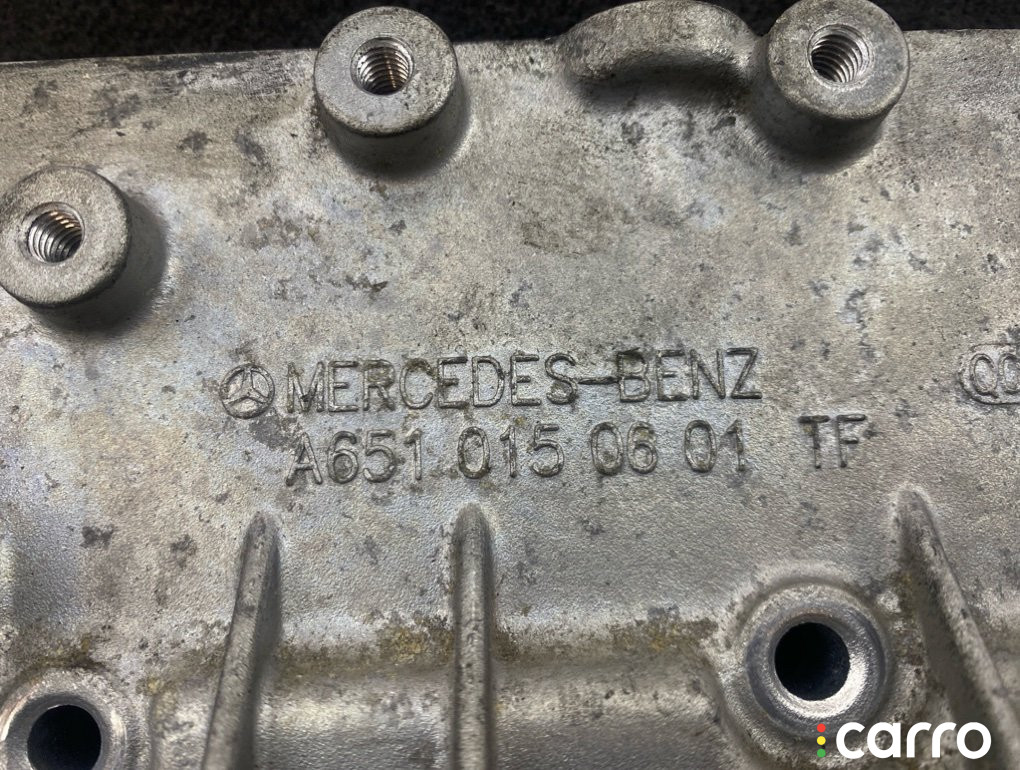 MERCEDES-BENZ
A651 015 06 01 TF
carro